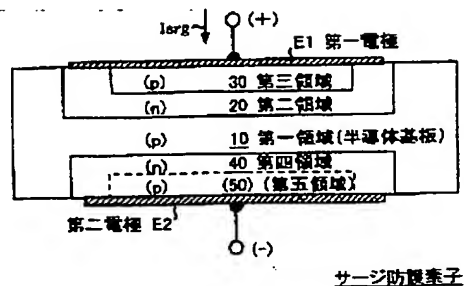 Isrg
(+)
E1 第一電極
(p) 30 第三領域
(n) 20 第二領域
(p) 10 第一領域(半導体基板)
(n) 40 第四領域
(p) (50) (第五領域)
第二電極 E2
(-)
サージ防護素子